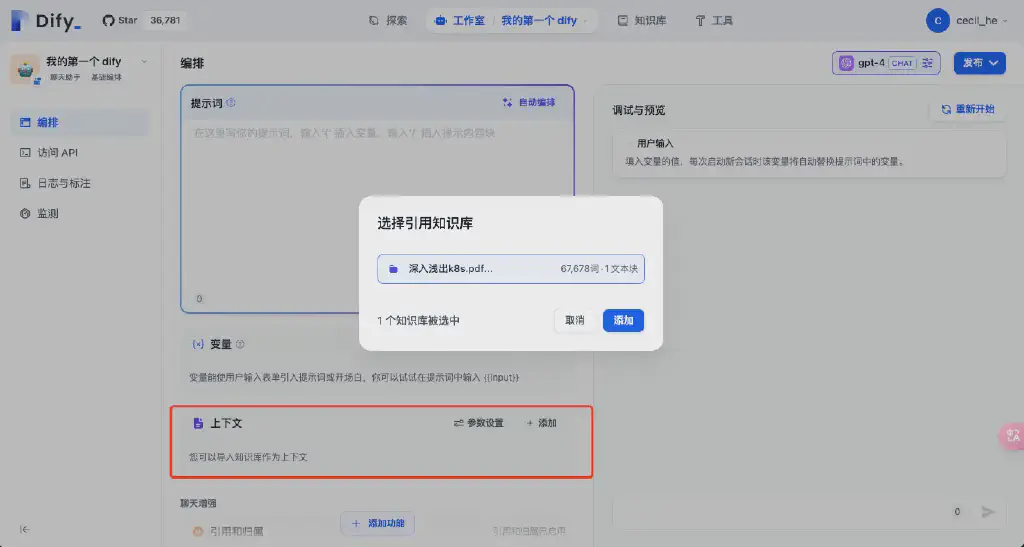 Dify_
Star 36,781
探索
工作室 / 我的第一个 dify
知识库
工具
C cecil_he
我的第一个 dify
聊天助手 基础编排
编排
访问 API
日志与标注
监测
编排
gpt-4 CHAT
发布
提示词
自动编排
在这里写你的提示词，输入'{' 插入变量、输入'/' 插入提示内容块
0
变量
变量能使用户输入表单引入提示词或开场白，你可以试试在提示词中输入 {{input}}
上下文
参数设置
+ 添加
您可以导入知识库作为上下文
聊天增强
引用和归属
+ 添加功能
引用和归属已启用
调试与预览
重新开始
用户输入
填入变量的值，每次启动新会话时该变量将自动替换提示词中的变量。
0
选择引用知识库
深入浅出k8s.pdf...
67,678词 · 1文本块
1 个知识库被选中
取消
添加